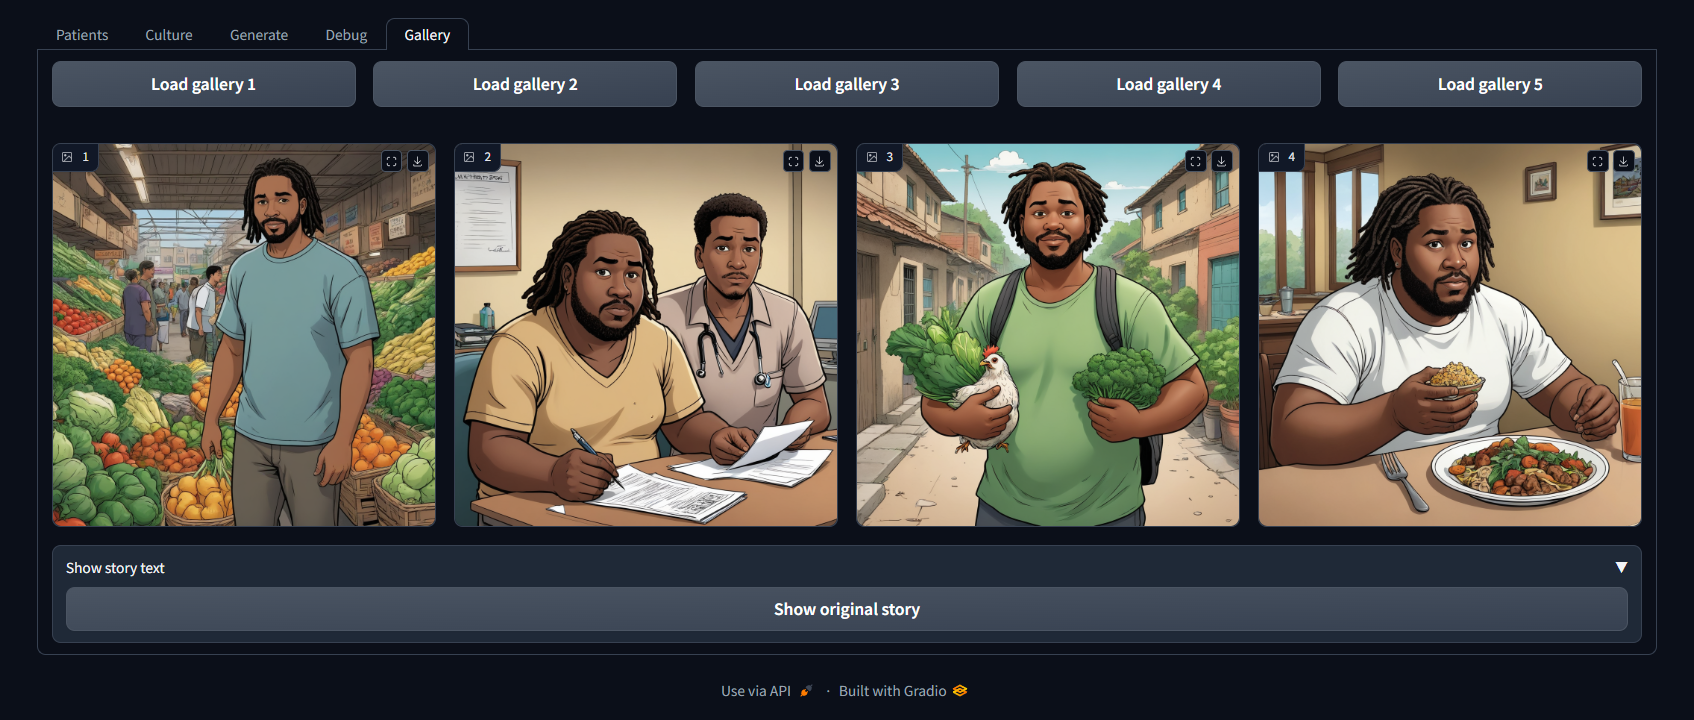 Patients Culture Generate Debug Gallery
Load gallery 1 Load gallery 2 Load gallery 3 Load gallery 4 Load gallery 5
1 2 3 4
Show story text ▼
Show original story
Use via API · Built with Gradio